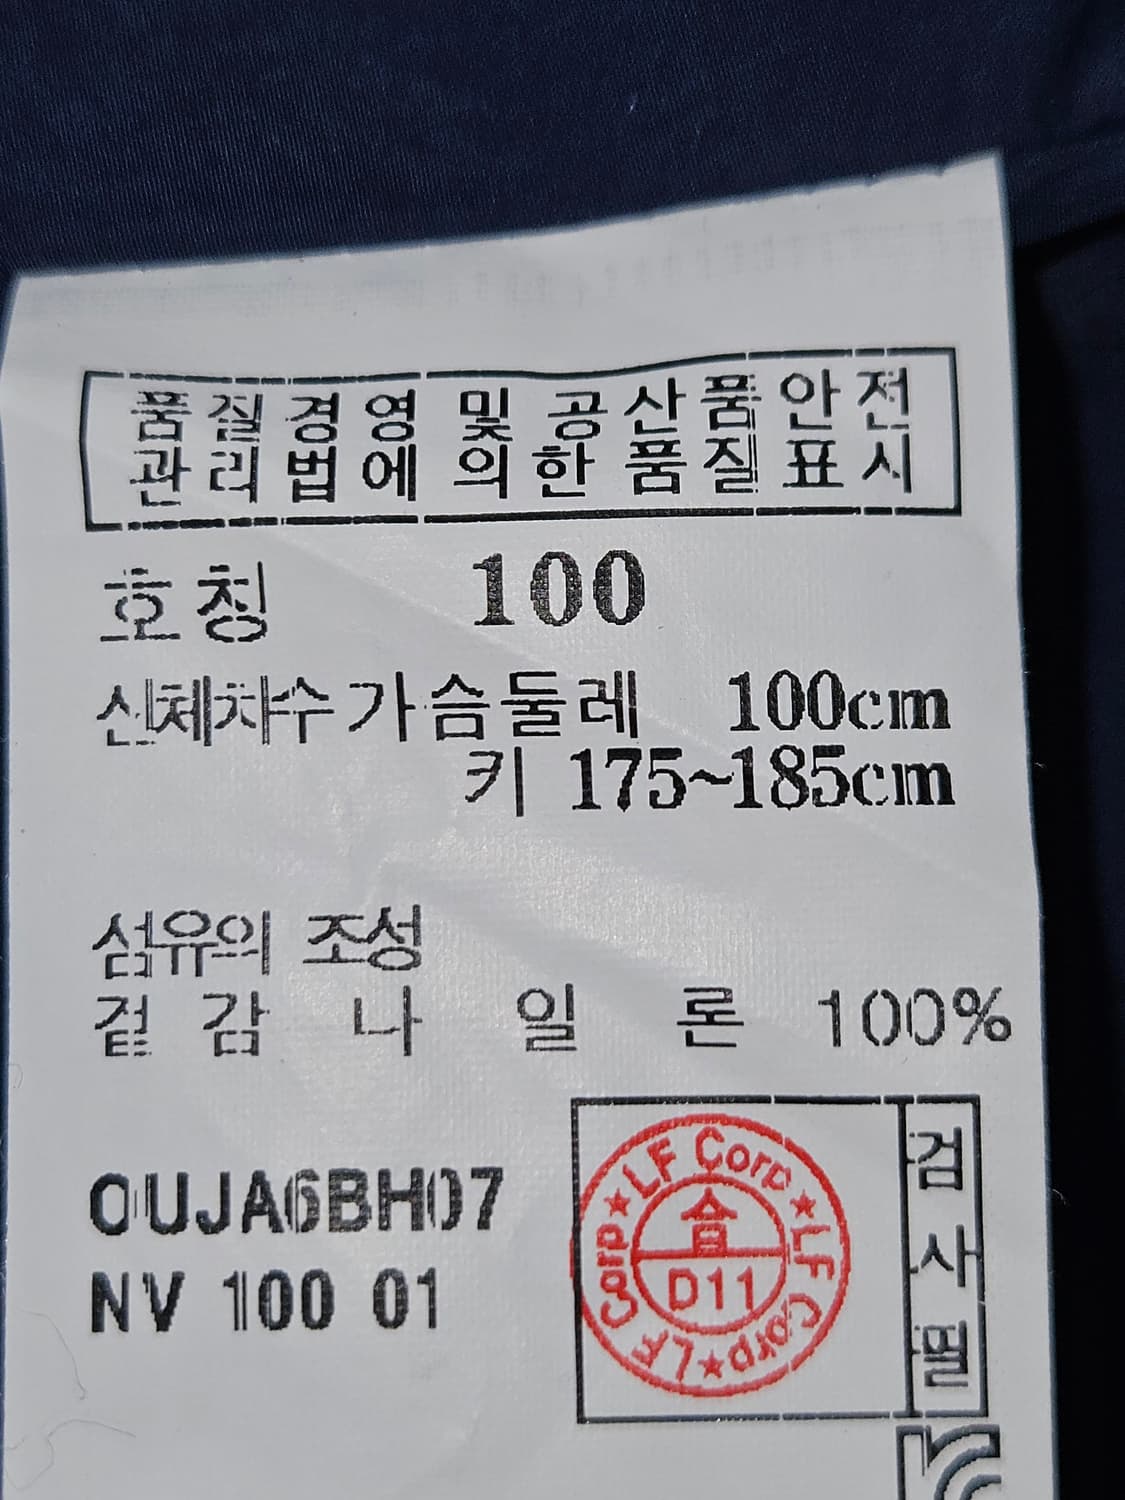 품질경영 및 공산품안전
관리법에 의한 품질표시
호칭 100
신체치수 가슴둘레 100cm
키 175~185cm
섬유의 조성
겉감 나일론 100%
OUJA6BH07
NV 100 01
LF Corp★LF Corp★LF Corp★
合
D11
검사필